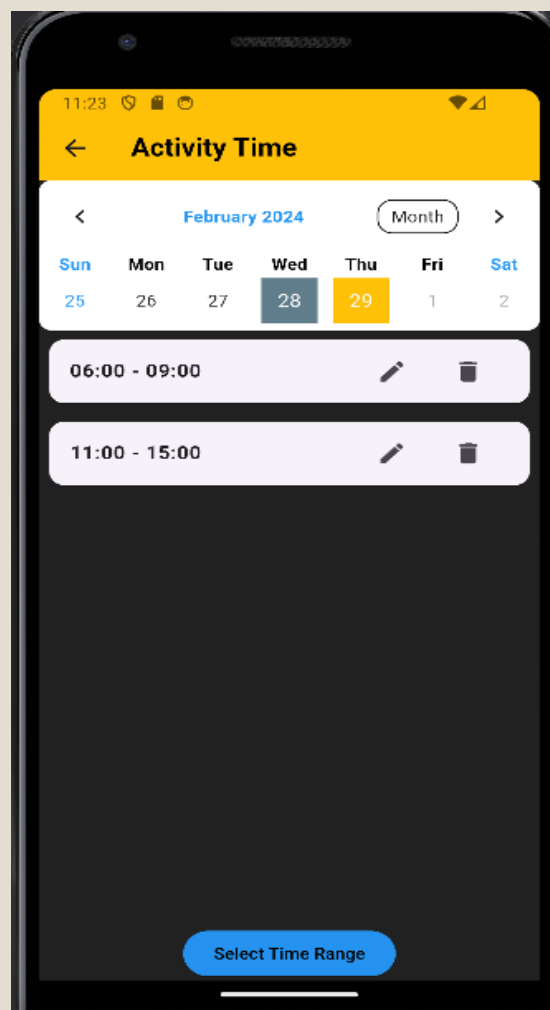 11:23
Activity Time
February 2024 Month
Sun Mon Tue Wed Thu Fri Sat
25 26 27 28 29 1 2
06:00 - 09:00
11:00 - 15:00
Select Time Range